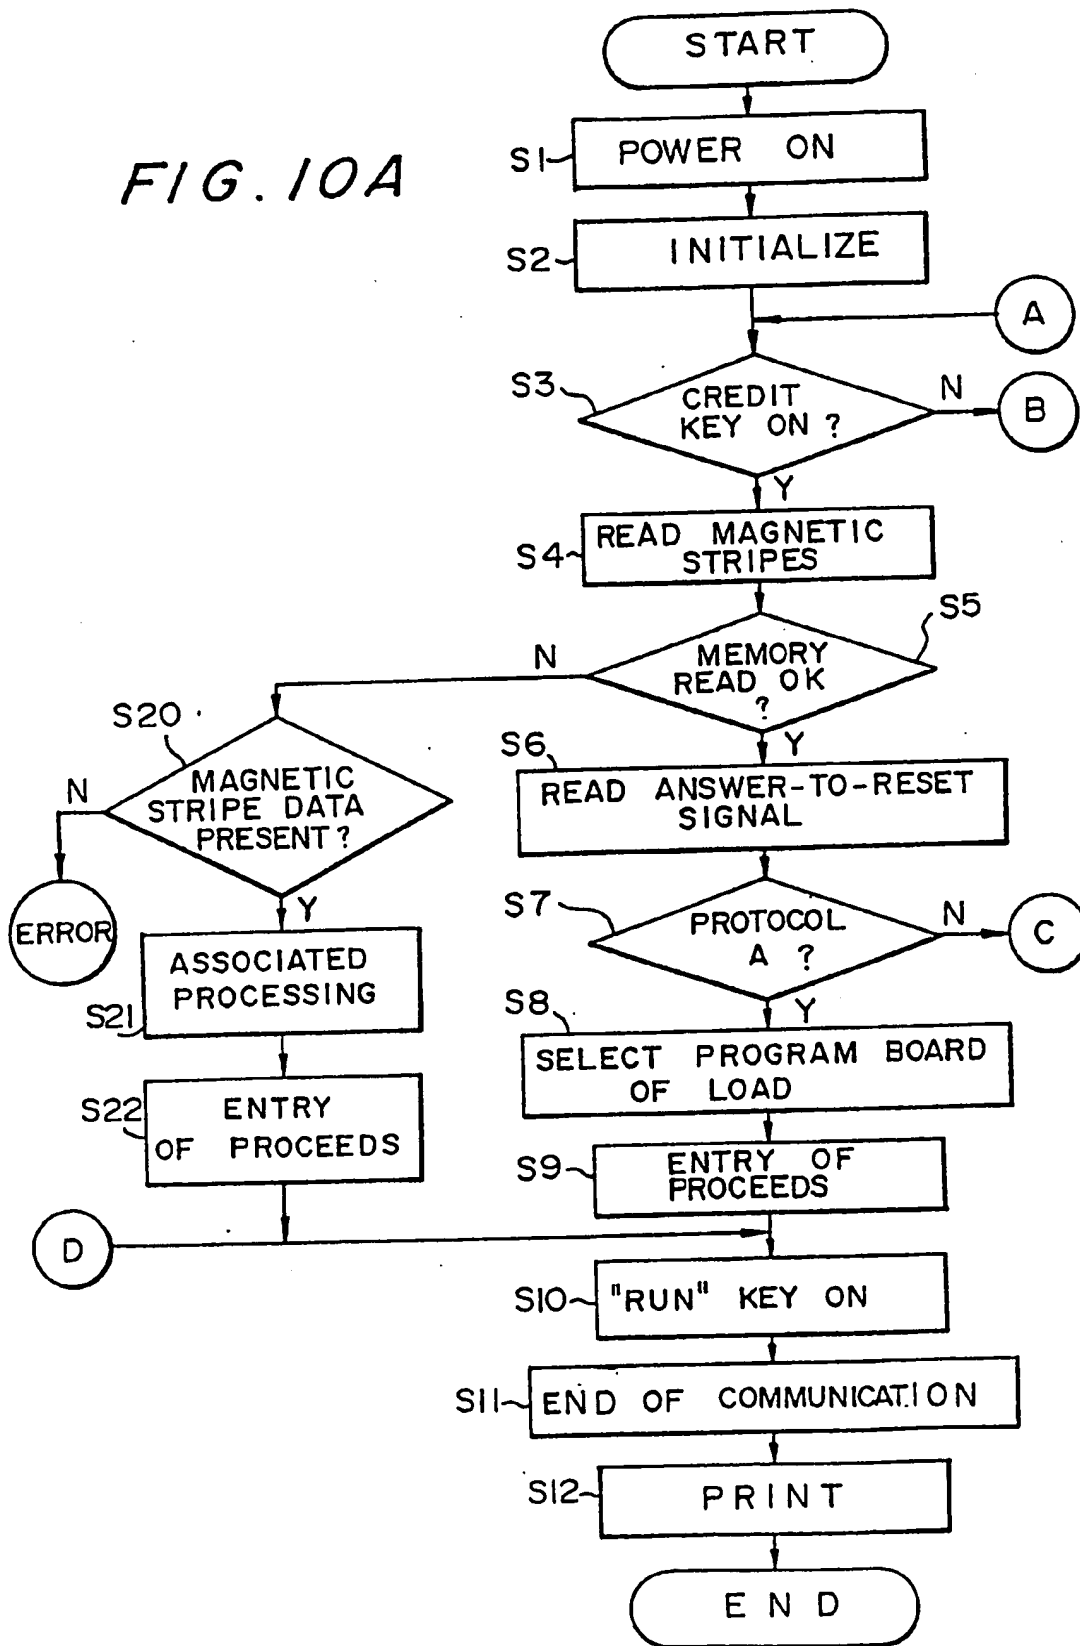 START
FIG. 10A
S1
POWER ON
S2
INITIALIZE
A
S3
CREDIT
KEY ON ?
N
B
Y
S4
READ MAGNETIC
STRIPES
S5
MEMORY
READ OK
?
N
Y
S20
MAGNETIC
STRIPE DATA
PRESENT ?
N
Y
ERROR
S6
READ ANSWER-TO-RESET
SIGNAL
S7
PROTOCOL
A ?
N
C
Y
S21
ASSOCIATED
PROCESSING
S8
SELECT PROGRAM BOARD
OF LOAD
S22
ENTRY
OF PROCEEDS
S9
ENTRY OF
PROCEEDS
D
S10
"RUN" KEY ON
S11
END OF COMMUNICATION
S12
PRINT
END